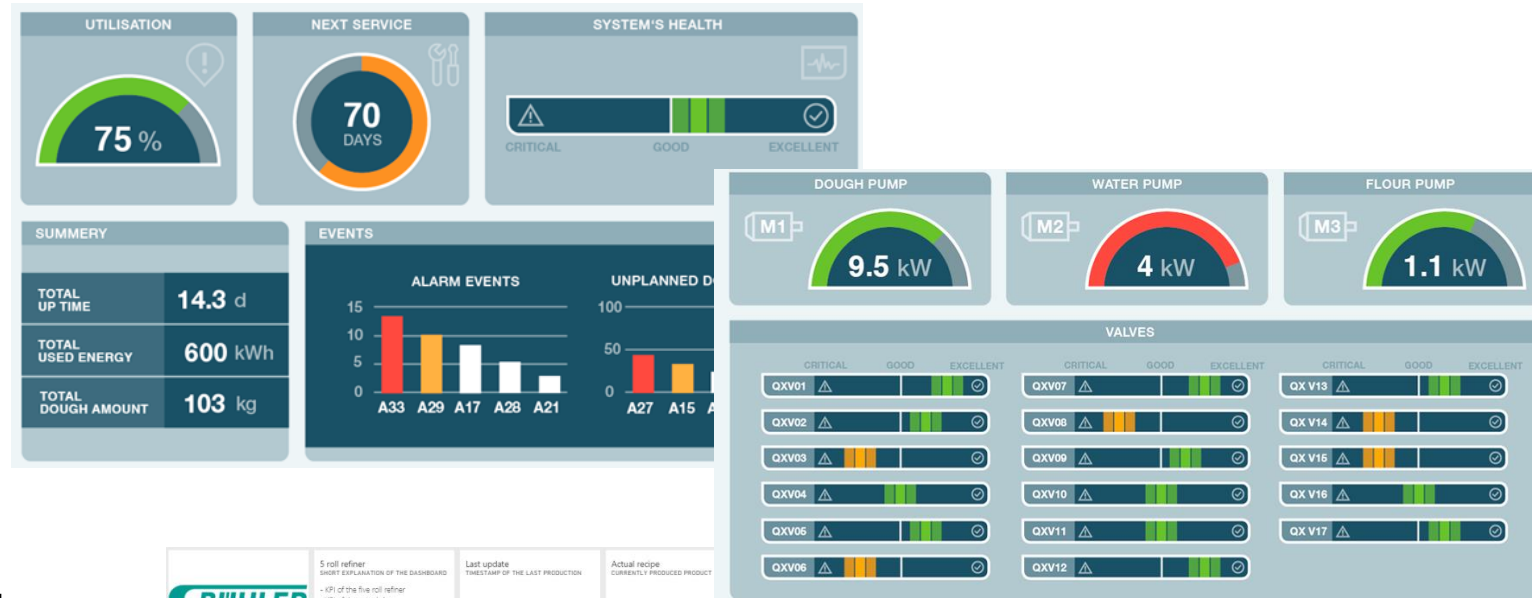 UTILISATION
75 %
NEXT SERVICE
70
DAYS
SYSTEM'S HEALTH
CRITICAL GOOD EXCELLENT
SUMMERY
TOTAL
UP TIME
14.3 d
TOTAL
USED ENERGY
600 kWh
TOTAL
DOUGH AMOUNT
103 kg
EVENTS
ALARM EVENTS
15
10
5
0
A33 A29 A17 A28 A21
UNPLANNED
100
50
0
A27 A15
DOUGH PUMP
M1
9.5 kW
WATER PUMP
M2
4 kW
FLOUR PUMP
M3
1.1 kW
VALVES
CRITICAL GOOD EXCELLENT
QXV01
QXV02
QXV03
QXV04
QXV05
QXV06
CRITICAL GOOD EXCELLENT
QXV07
QXV08
QXV09
QXV10
QXV11
QXV12
CRITICAL GOOD EXCELLENT
QX V13
QX V14
QX V15
QX V16
QX V17
5 roll refiner
SHORT EXPLANATION OF THE DASHBOARD
- KPI of the five roll refiner
Last update
TIMESTAMP OF THE LAST PRODUCTION
Actual recipe
CURRENTLY PRODUCED PRODUCT